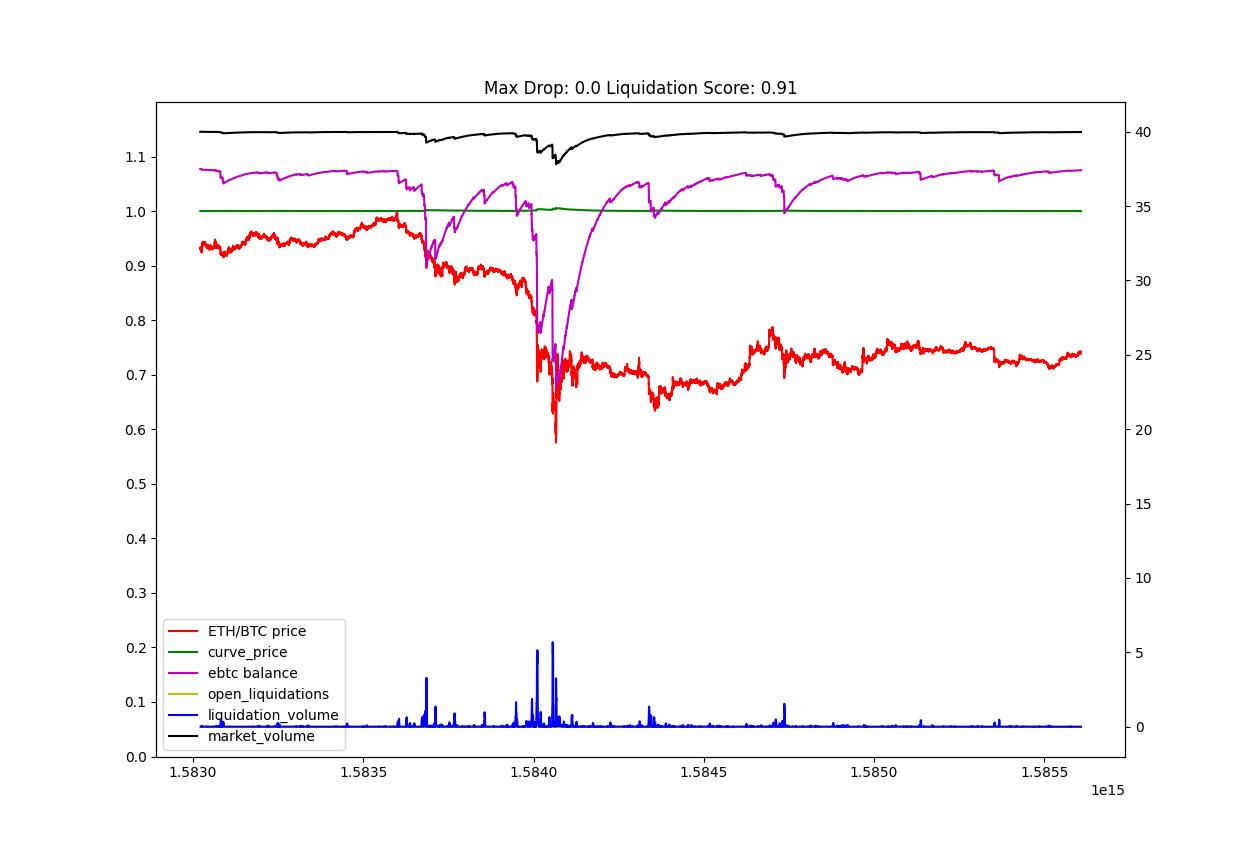 Max Drop: 0.0 Liquidation Score: 0.91
1.1
1.0
0.9
0.8
0.7
0.6
0.5
0.4
0.3
0.2
0.1
0.0
40
35
30
25
20
15
10
5
0
ETH/BTC price
curve_price
ebtc balance
open_liquidations
liquidation_volume
market_volume
1.5830 1.5835 1.5840 1.5845 1.5850 1.5855
1e15